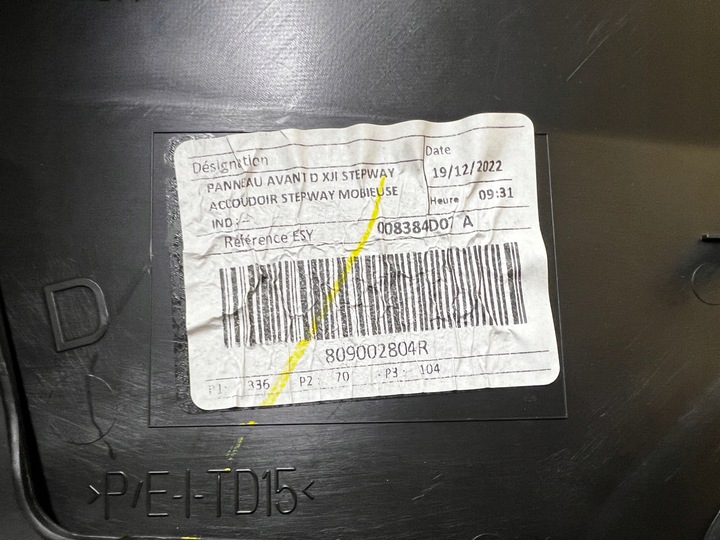 Désignation
PANNEAU AVANT D XJI STEPWAY
ACCOUDOIR STEPWAY MOBIEUSE
IND :
Date
19/12/2022
Heure 09:31
Référence ESY 008384D07 A
809002804R
P1: 336 P2: 70 P3: 104
D
>P/E-I-TD15<